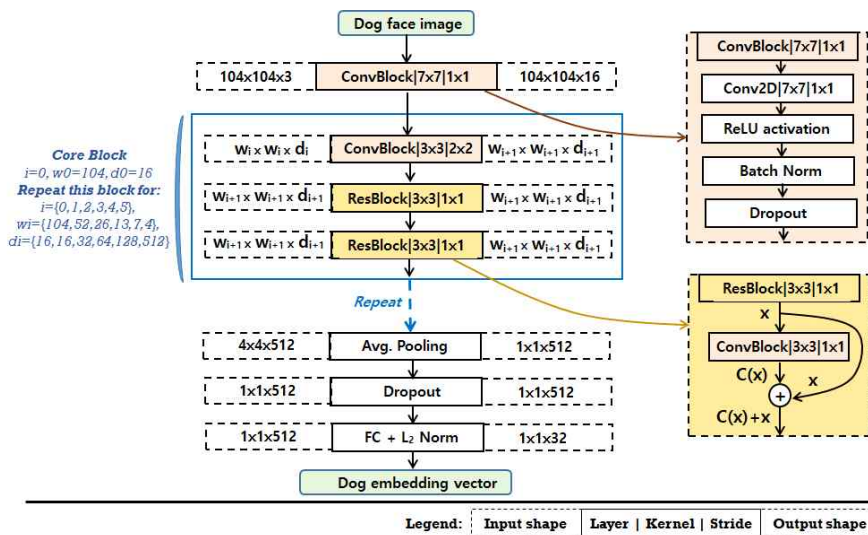 Dog face image
104x104x3 ConvBlock|7x7|1x1 104x104x16
Core Block
i=0, w0=104, d0=16
Repeat this block for:
i={0,1,2,3,4,5},
wi={104,52,26,13,7,4},
di={16,16,32,64,128,512}
wᵢ x wᵢ x dᵢ ConvBlock|3x3|2x2 wᵢ₊₁ x wᵢ₊₁ x dᵢ₊₁
wᵢ₊₁ x wᵢ₊₁ x dᵢ₊₁ ResBlock|3x3|1x1 wᵢ₊₁ x wᵢ₊₁ x dᵢ₊₁
wᵢ₊₁ x wᵢ₊₁ x dᵢ₊₁ ResBlock|3x3|1x1 wᵢ₊₁ x wᵢ₊₁ x dᵢ₊₁
Repeat
4x4x512 Avg. Pooling 1x1x512
1x1x512 Dropout 1x1x512
1x1x512 FC + L₂ Norm 1x1x32
Dog embedding vector
ConvBlock|7x7|1x1
Conv2D|7x7|1x1
ReLU activation
Batch Norm
Dropout
ResBlock|3x3|1x1
x
ConvBlock|3x3|1x1
C(x) x
+
C(x)+x
Legend: Input shape Layer | Kernel | Stride Output shape